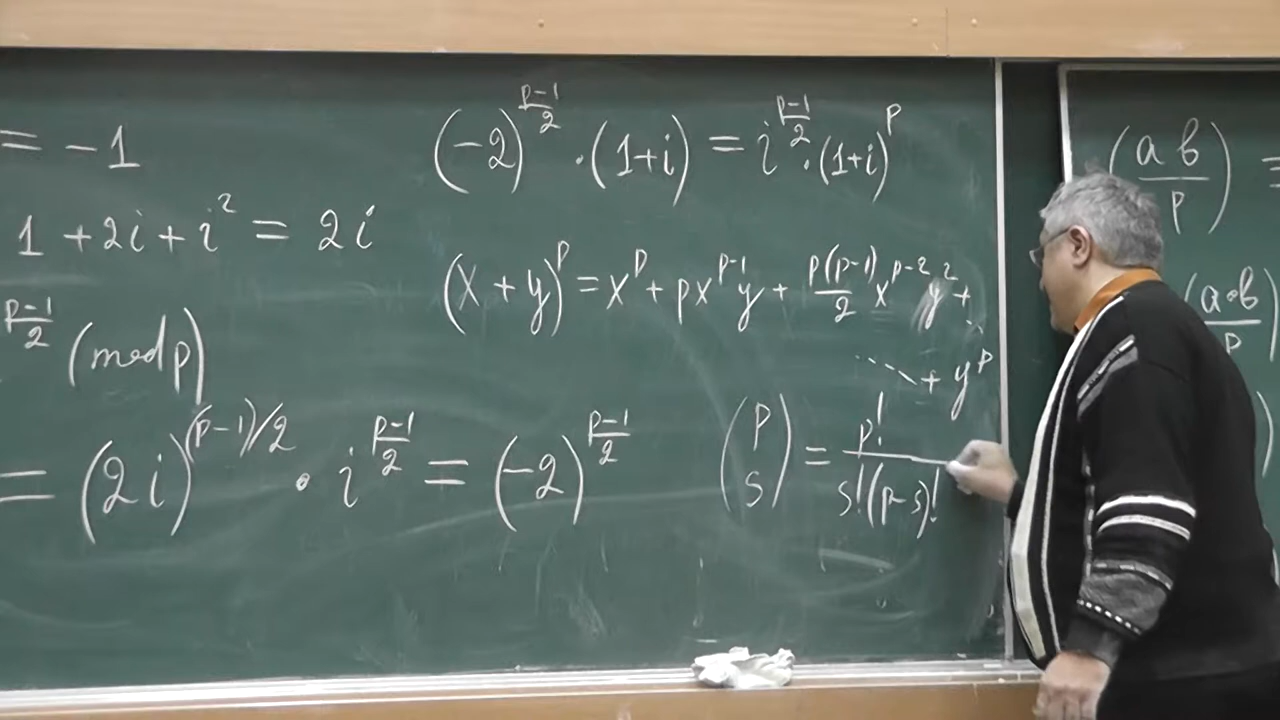 = -1
1 + 2i + i² = 2i
p-1/2 (mod p)
= (2i)^(p-1)/2 · i^(p-1)/2 = (-2)^(p-1)/2
(-2)^(p-1)/2 · (1+i) = i^(p-1)/2 · (1+i)^p
(x + y)^p = x^p + px^(p-1)y + p(p-1)/2 x^(p-2) y² +
.... + y^p
(p s) = p!/s!(p-s)!
(a b/p) =
(a·b/p)
)